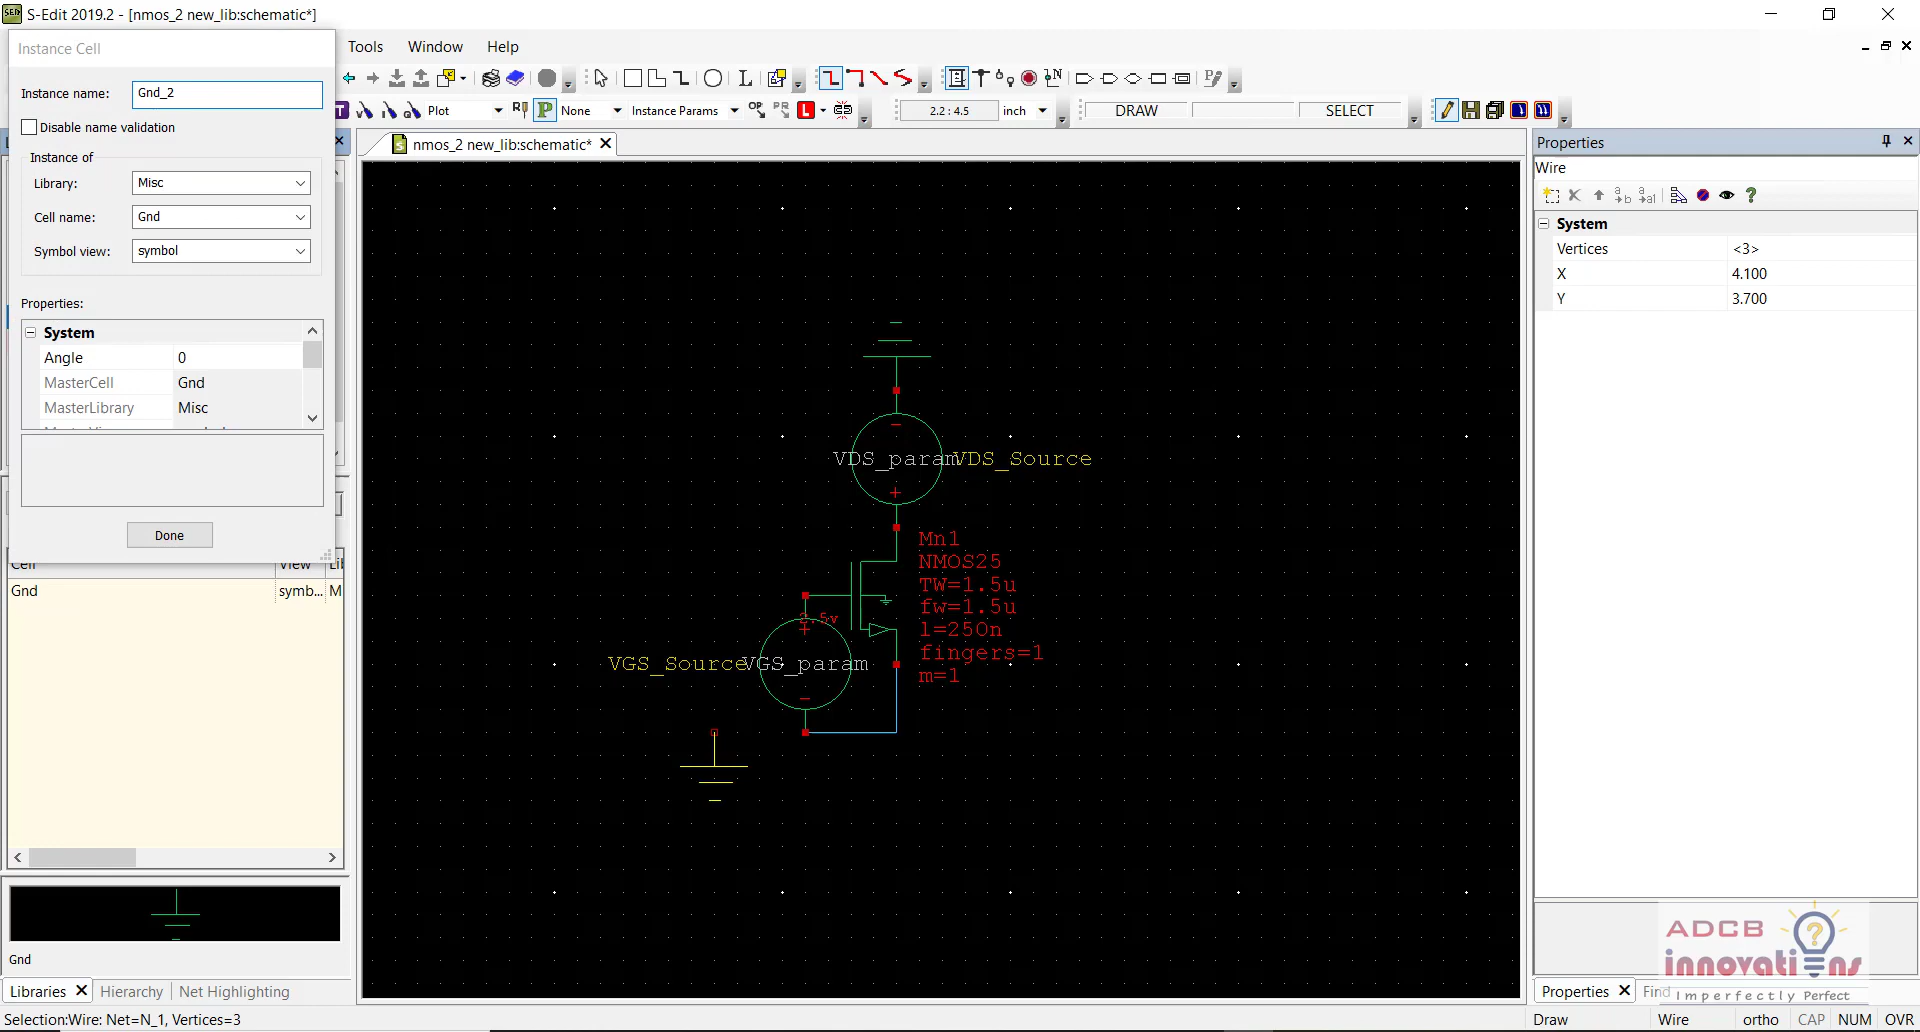 S-Edit 2019.2 - [nmos_2 new_lib:schematic*]
Instance Cell
Tools Window Help
Instance name: Gnd_2
Disable name validation
Instance of
Library: Misc
Cell name: Gnd
Symbol view: symbol
Properties:
System
Angle 0
MasterCell Gnd
MasterLibrary Misc
Done
Cell View
Gnd symb... M
Gnd
Libraries Hierarchy Net Highlighting
Selection:Wire: Net=N_1, Vertices=3
Plot None Instance Params 2.2 : 4.5 inch DRAW SELECT
nmos_2 new_lib:schematic*
VDS_param VDS_Source
Mn1
NMOS25
TW=1.5u
fw=1.5u
l=250n
fingers=1
m=1
2.5v
VGS_Source VGS_param
Properties
Wire
System
Vertices <3>
X 4.100
Y 3.700
ADCB
innovations
Imperfectly Perfect
Properties Find
Draw Wire ortho CAP NUM OVR